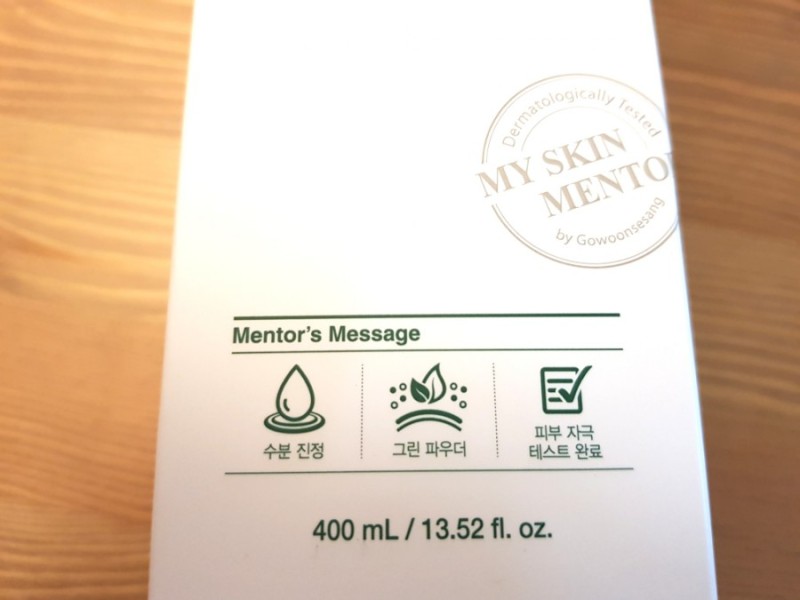 Dermatologically Tested
MY SKIN
MENTO
by Gowoonsesang
Mentor's Message
수분 진정
그린 파우더
피부 자극
테스트 완료
400 mL / 13.52 fl. oz.